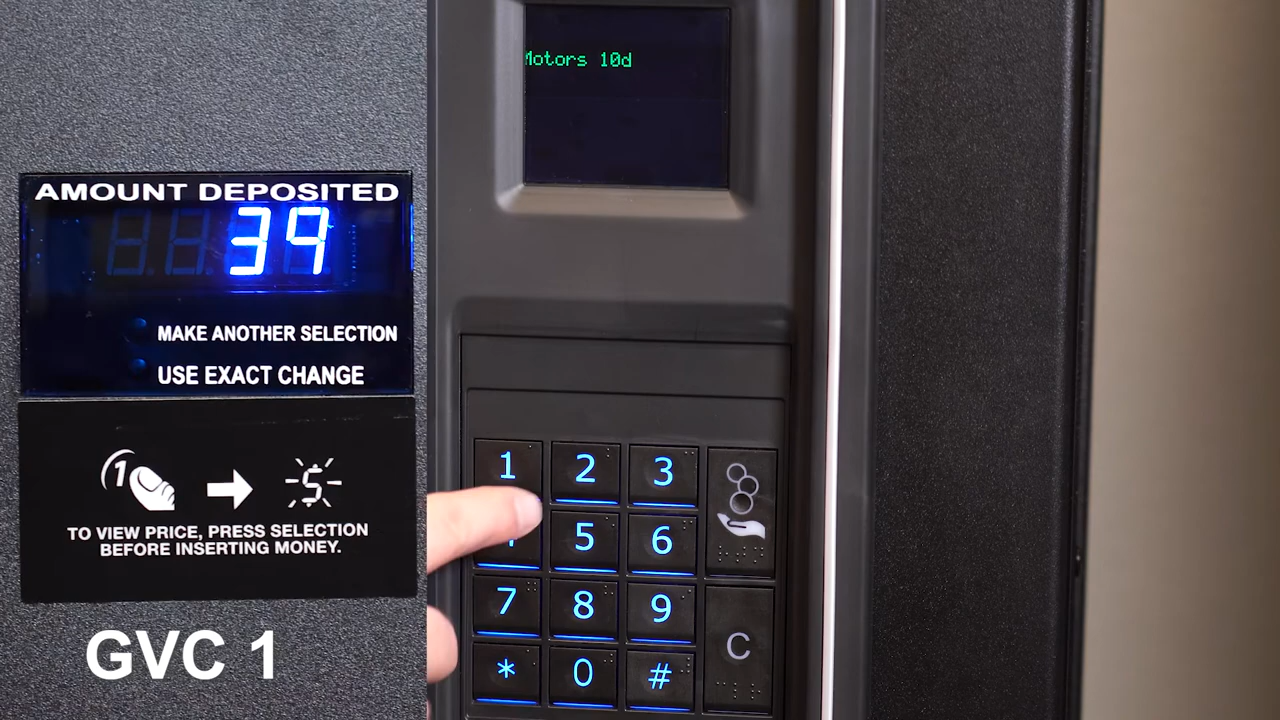 AMOUNT DEPOSITED
39
MAKE ANOTHER SELECTION
USE EXACT CHANGE
1
S
TO VIEW PRICE, PRESS SELECTION
BEFORE INSERTING MONEY.
GVC 1
Motors 10d
1 2 3
5 6
7 8 9
C
* 0 #